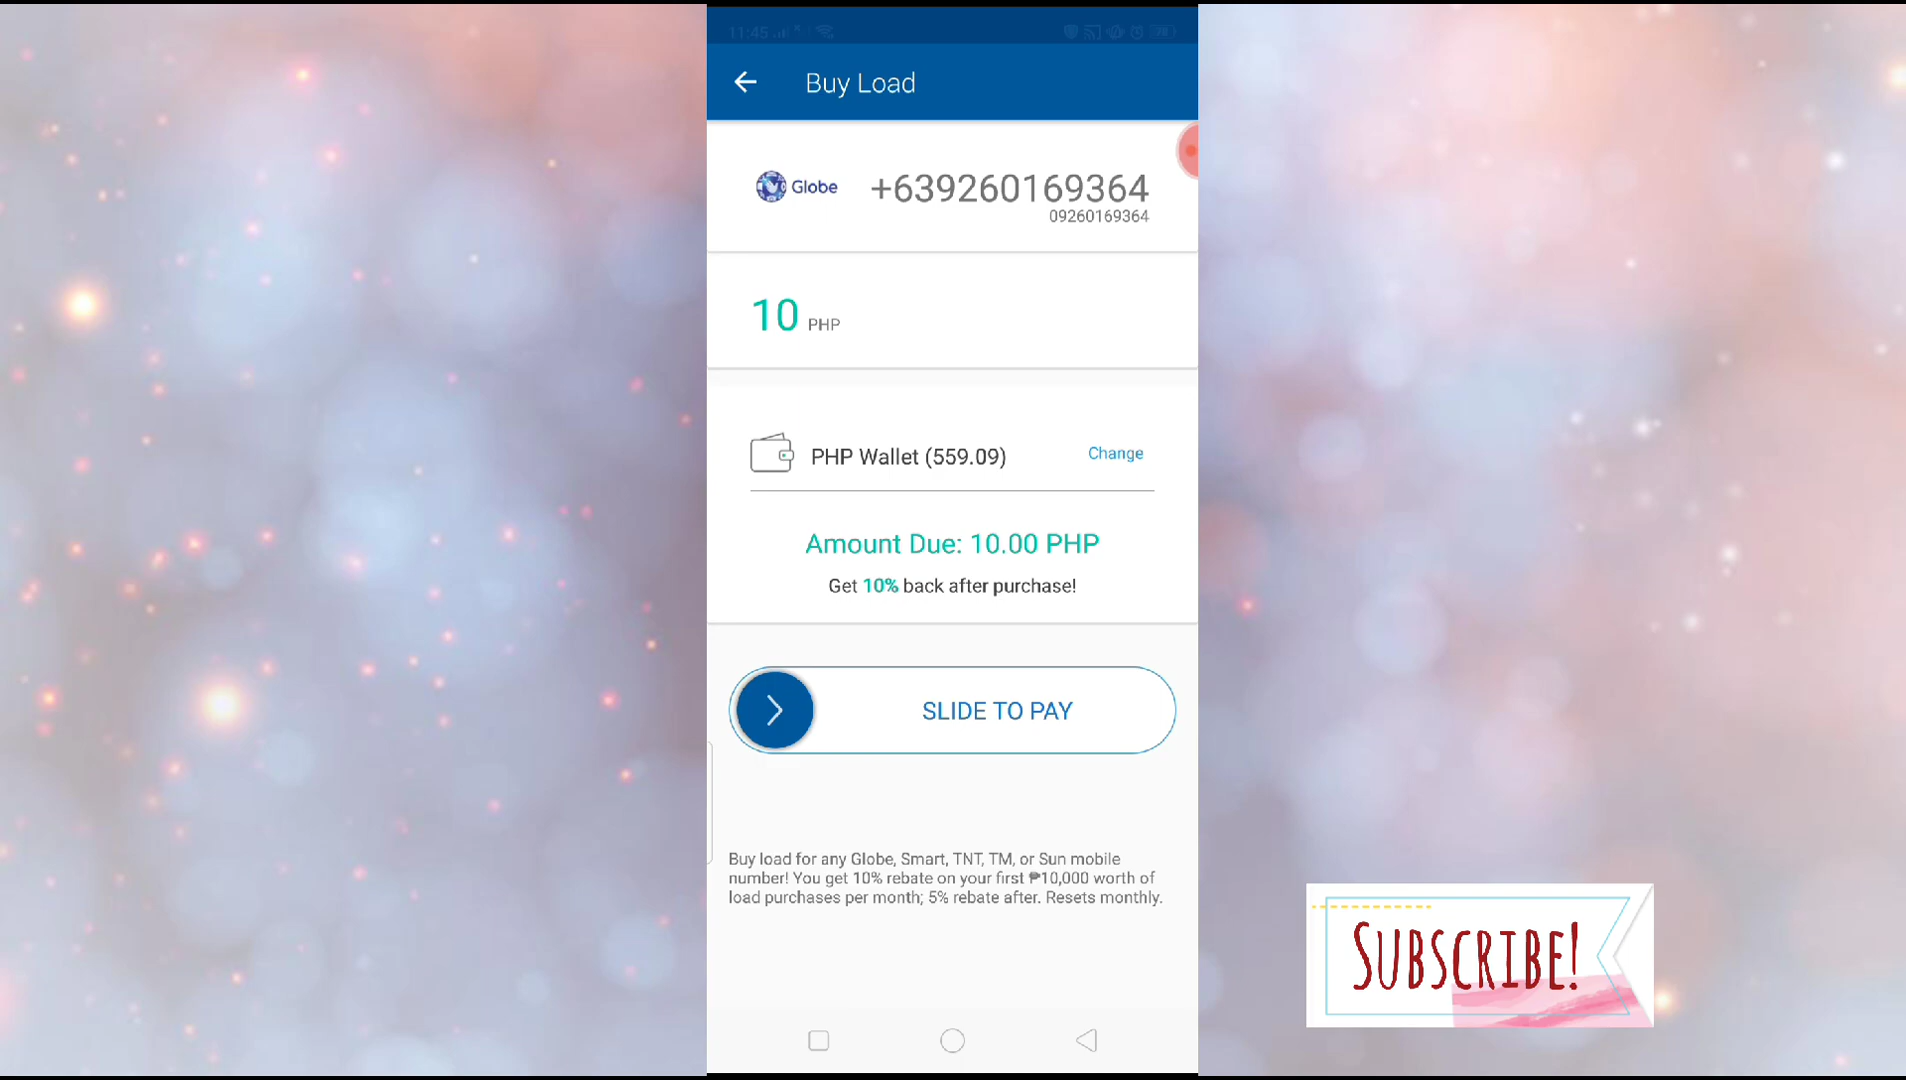 11:45
Buy Load
Globe
+639260169364
09260169364
10 PHP
PHP Wallet (559.09)
Change
Amount Due: 10.00 PHP
Get 10% back after purchase!
SLIDE TO PAY
Buy load for any Globe, Smart, TNT, TM, or Sun mobile
number! You get 10% rebate on your first ₱10,000 worth of
load purchases per month; 5% rebate after. Resets monthly.
SUBSCRIBE!